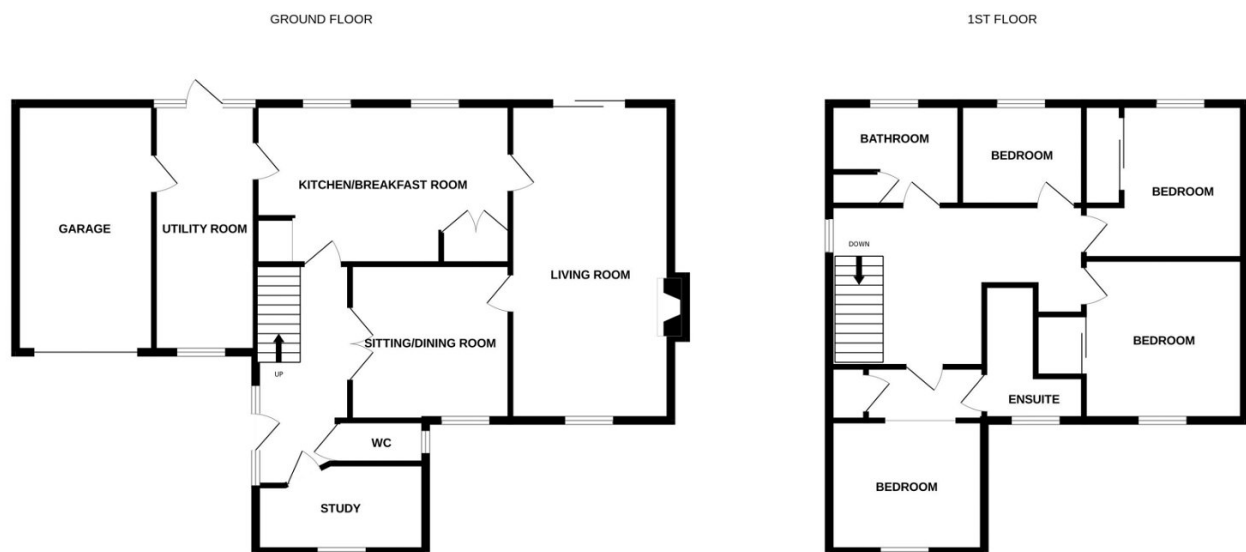 GROUND FLOOR
KITCHEN/BREAKFAST ROOM
GARAGE
UTILITY ROOM
LIVING ROOM
SITTING/DINING ROOM
UP
WC
STUDY
1ST FLOOR
BATHROOM
BEDROOM
BEDROOM
DOWN
BEDROOM
ENSUITE
BEDROOM